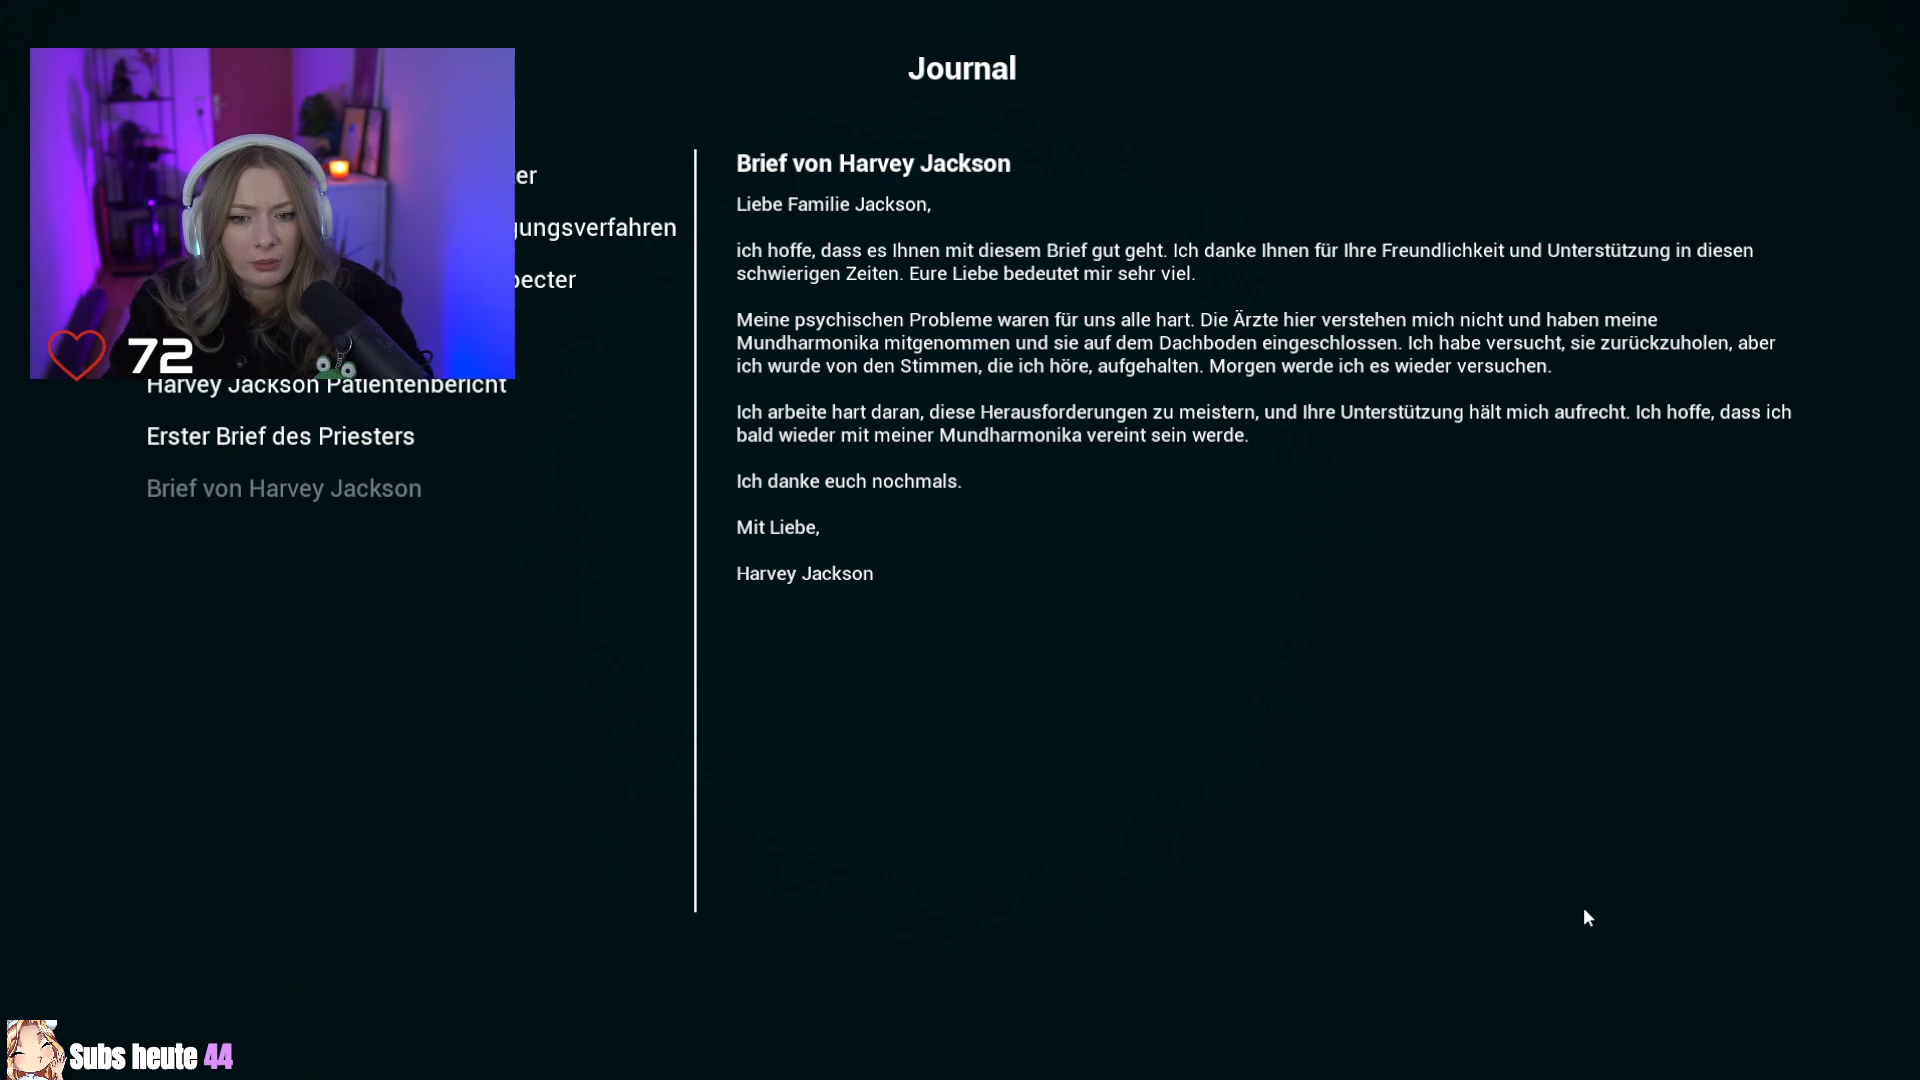 Journal
er
gungsverfahren
pecter
72
Harvey Jackson Patientenbericht
Erster Brief des Priesters
Brief von Harvey Jackson
Brief von Harvey Jackson
Liebe Familie Jackson,
ich hoffe, dass es Ihnen mit diesem Brief gut geht. Ich danke Ihnen für Ihre Freundlichkeit und Unterstützung in diesen
schwierigen Zeiten. Eure Liebe bedeutet mir sehr viel.
Meine psychischen Probleme waren für uns alle hart. Die Ärzte hier verstehen mich nicht und haben meine
Mundharmonika mitgenommen und sie auf dem Dachboden eingeschlossen. Ich habe versucht, sie zurückzuholen, aber
ich wurde von den Stimmen, die ich höre, aufgehalten. Morgen werde ich es wieder versuchen.
Ich arbeite hart daran, diese Herausforderungen zu meistern, und Ihre Unterstützung hält mich aufrecht. Ich hoffe, dass ich
bald wieder mit meiner Mundharmonika vereint sein werde.
Ich danke euch nochmals.
Mit Liebe,
Harvey Jackson
Subs heute 44